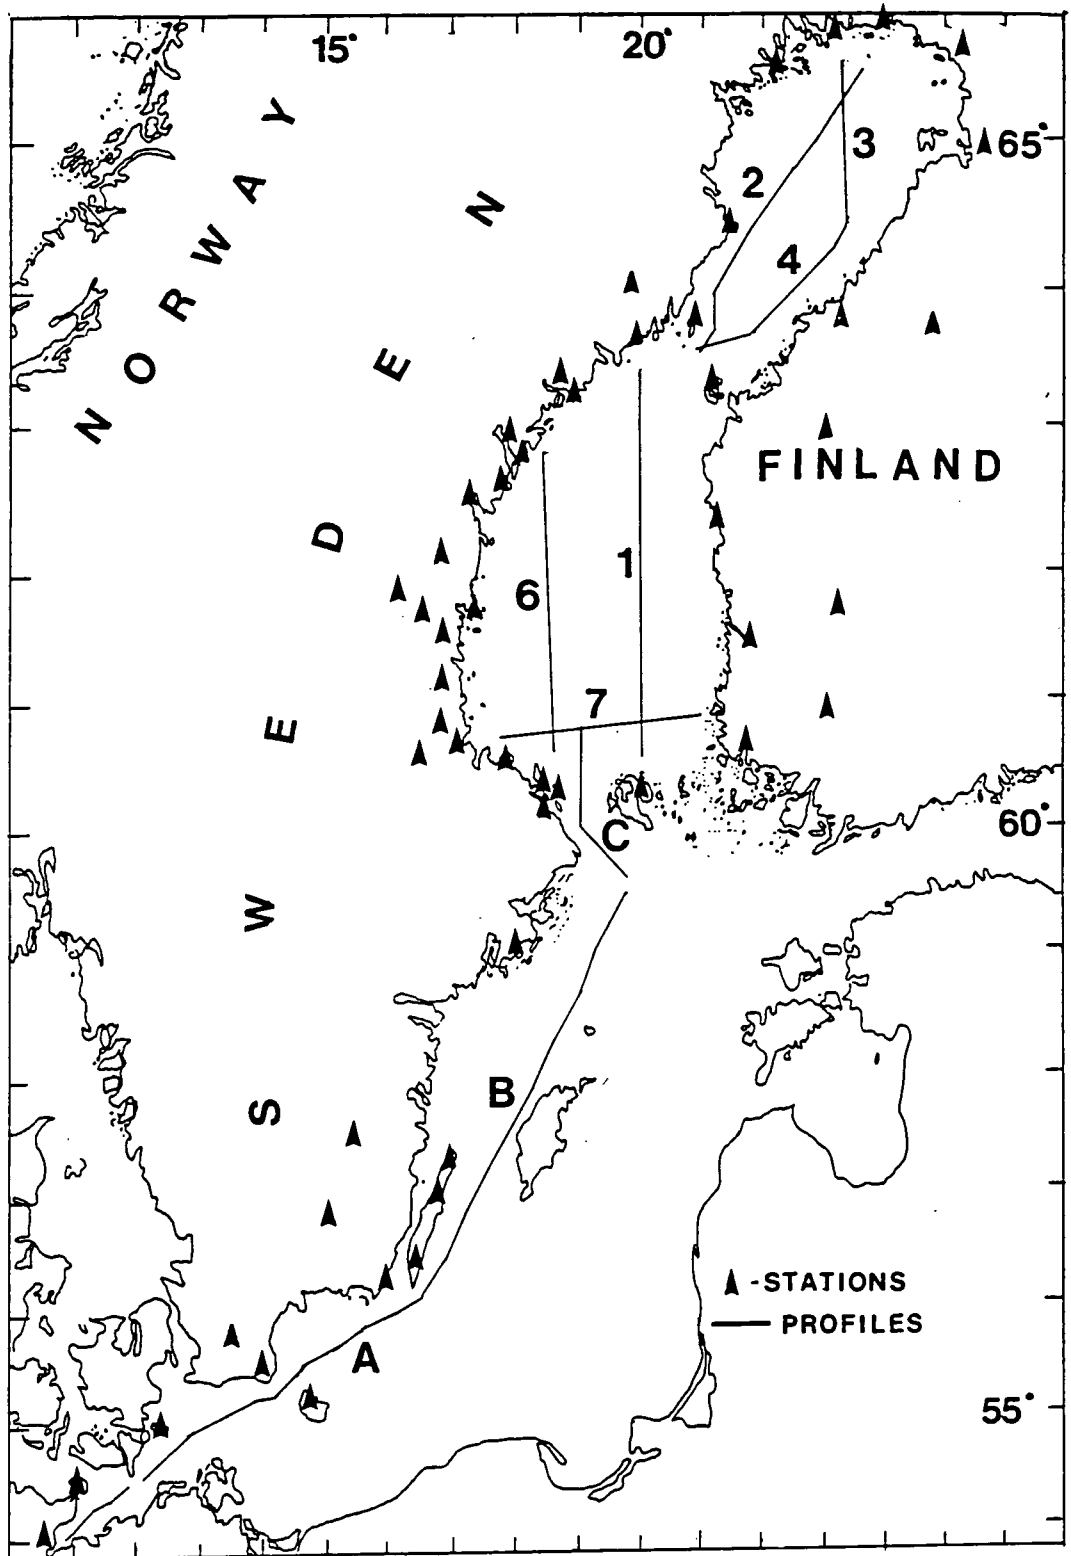 15°
20°
65°
NORWAY
SWEDEN
FINLAND
3
2
4
1
6
7
60°
C
B
A
-STATIONS
PROFILES
55°